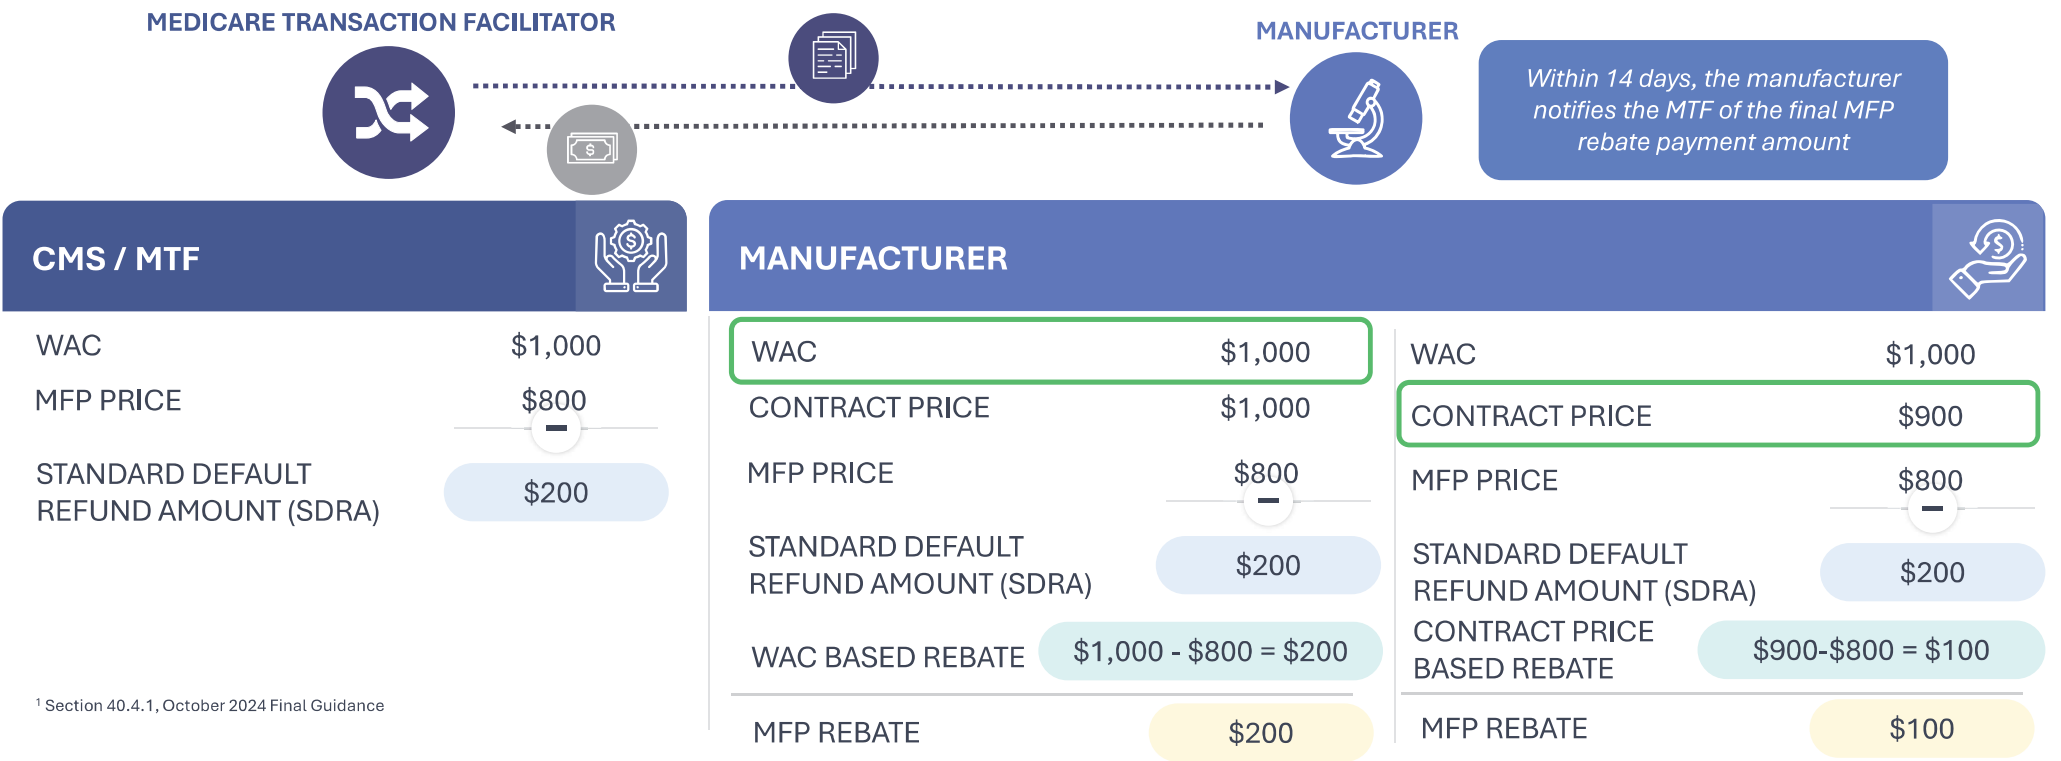 MEDICARE TRANSACTION FACILITATOR
MANUFACTURER
Within 14 days, the manufacturer
notifies the MTF of the final MFP
rebate payment amount
$
CMS / MTF
$
WAC $1,000
MFP PRICE $800
STANDARD DEFAULT
REFUND AMOUNT (SDRA) $200
1 Section 40.4.1, October 2024 Final Guidance
MANUFACTURER
$
WAC $1,000
CONTRACT PRICE $1,000
MFP PRICE $800
STANDARD DEFAULT
REFUND AMOUNT (SDRA) $200
WAC BASED REBATE $1,000 - $800 = $200
MFP REBATE $200
WAC $1,000
CONTRACT PRICE $900
MFP PRICE $800
STANDARD DEFAULT
REFUND AMOUNT (SDRA) $200
CONTRACT PRICE
BASED REBATE $900-$800 = $100
MFP REBATE $100